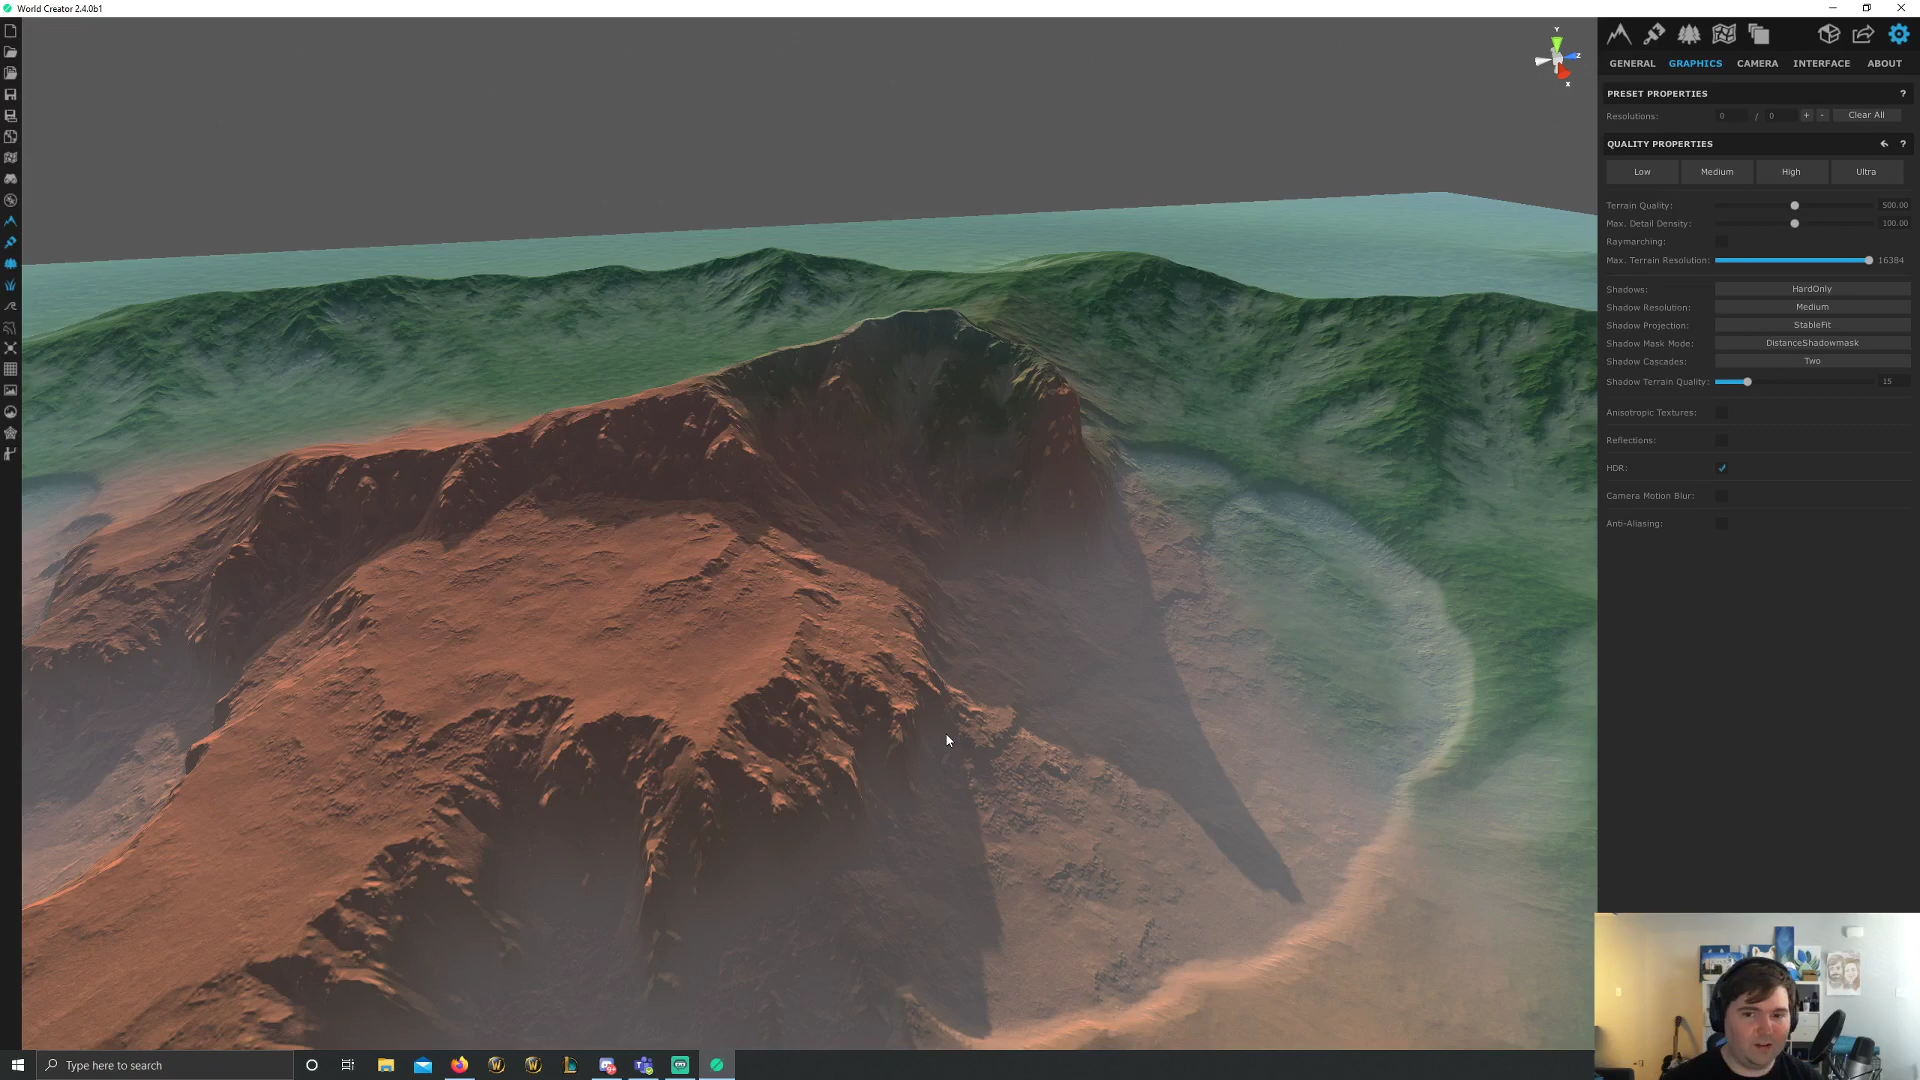 World Creator 2.4.0b1
Y
Z
X
GENERAL GRAPHICS CAMERA INTERFACE ABOUT
PRESET PROPERTIES ?
Resolutions: 0 / 0 + - Clear All
QUALITY PROPERTIES ?
Low Medium High Ultra
Terrain Quality: 500.00
Max. Detail Density: 100.00
Raymarching:
Max. Terrain Resolution: 16384
Shadows: HardOnly
Shadow Resolution: Medium
Shadow Projection: StableFit
Shadow Mask Mode: DistanceShadowmask
Shadow Cascades: Two
Shadow Terrain Quality: 15
Anisotropic Textures:
Reflections:
HDR:
Camera Motion Blur:
Anti-Aliasing:
Type here to search